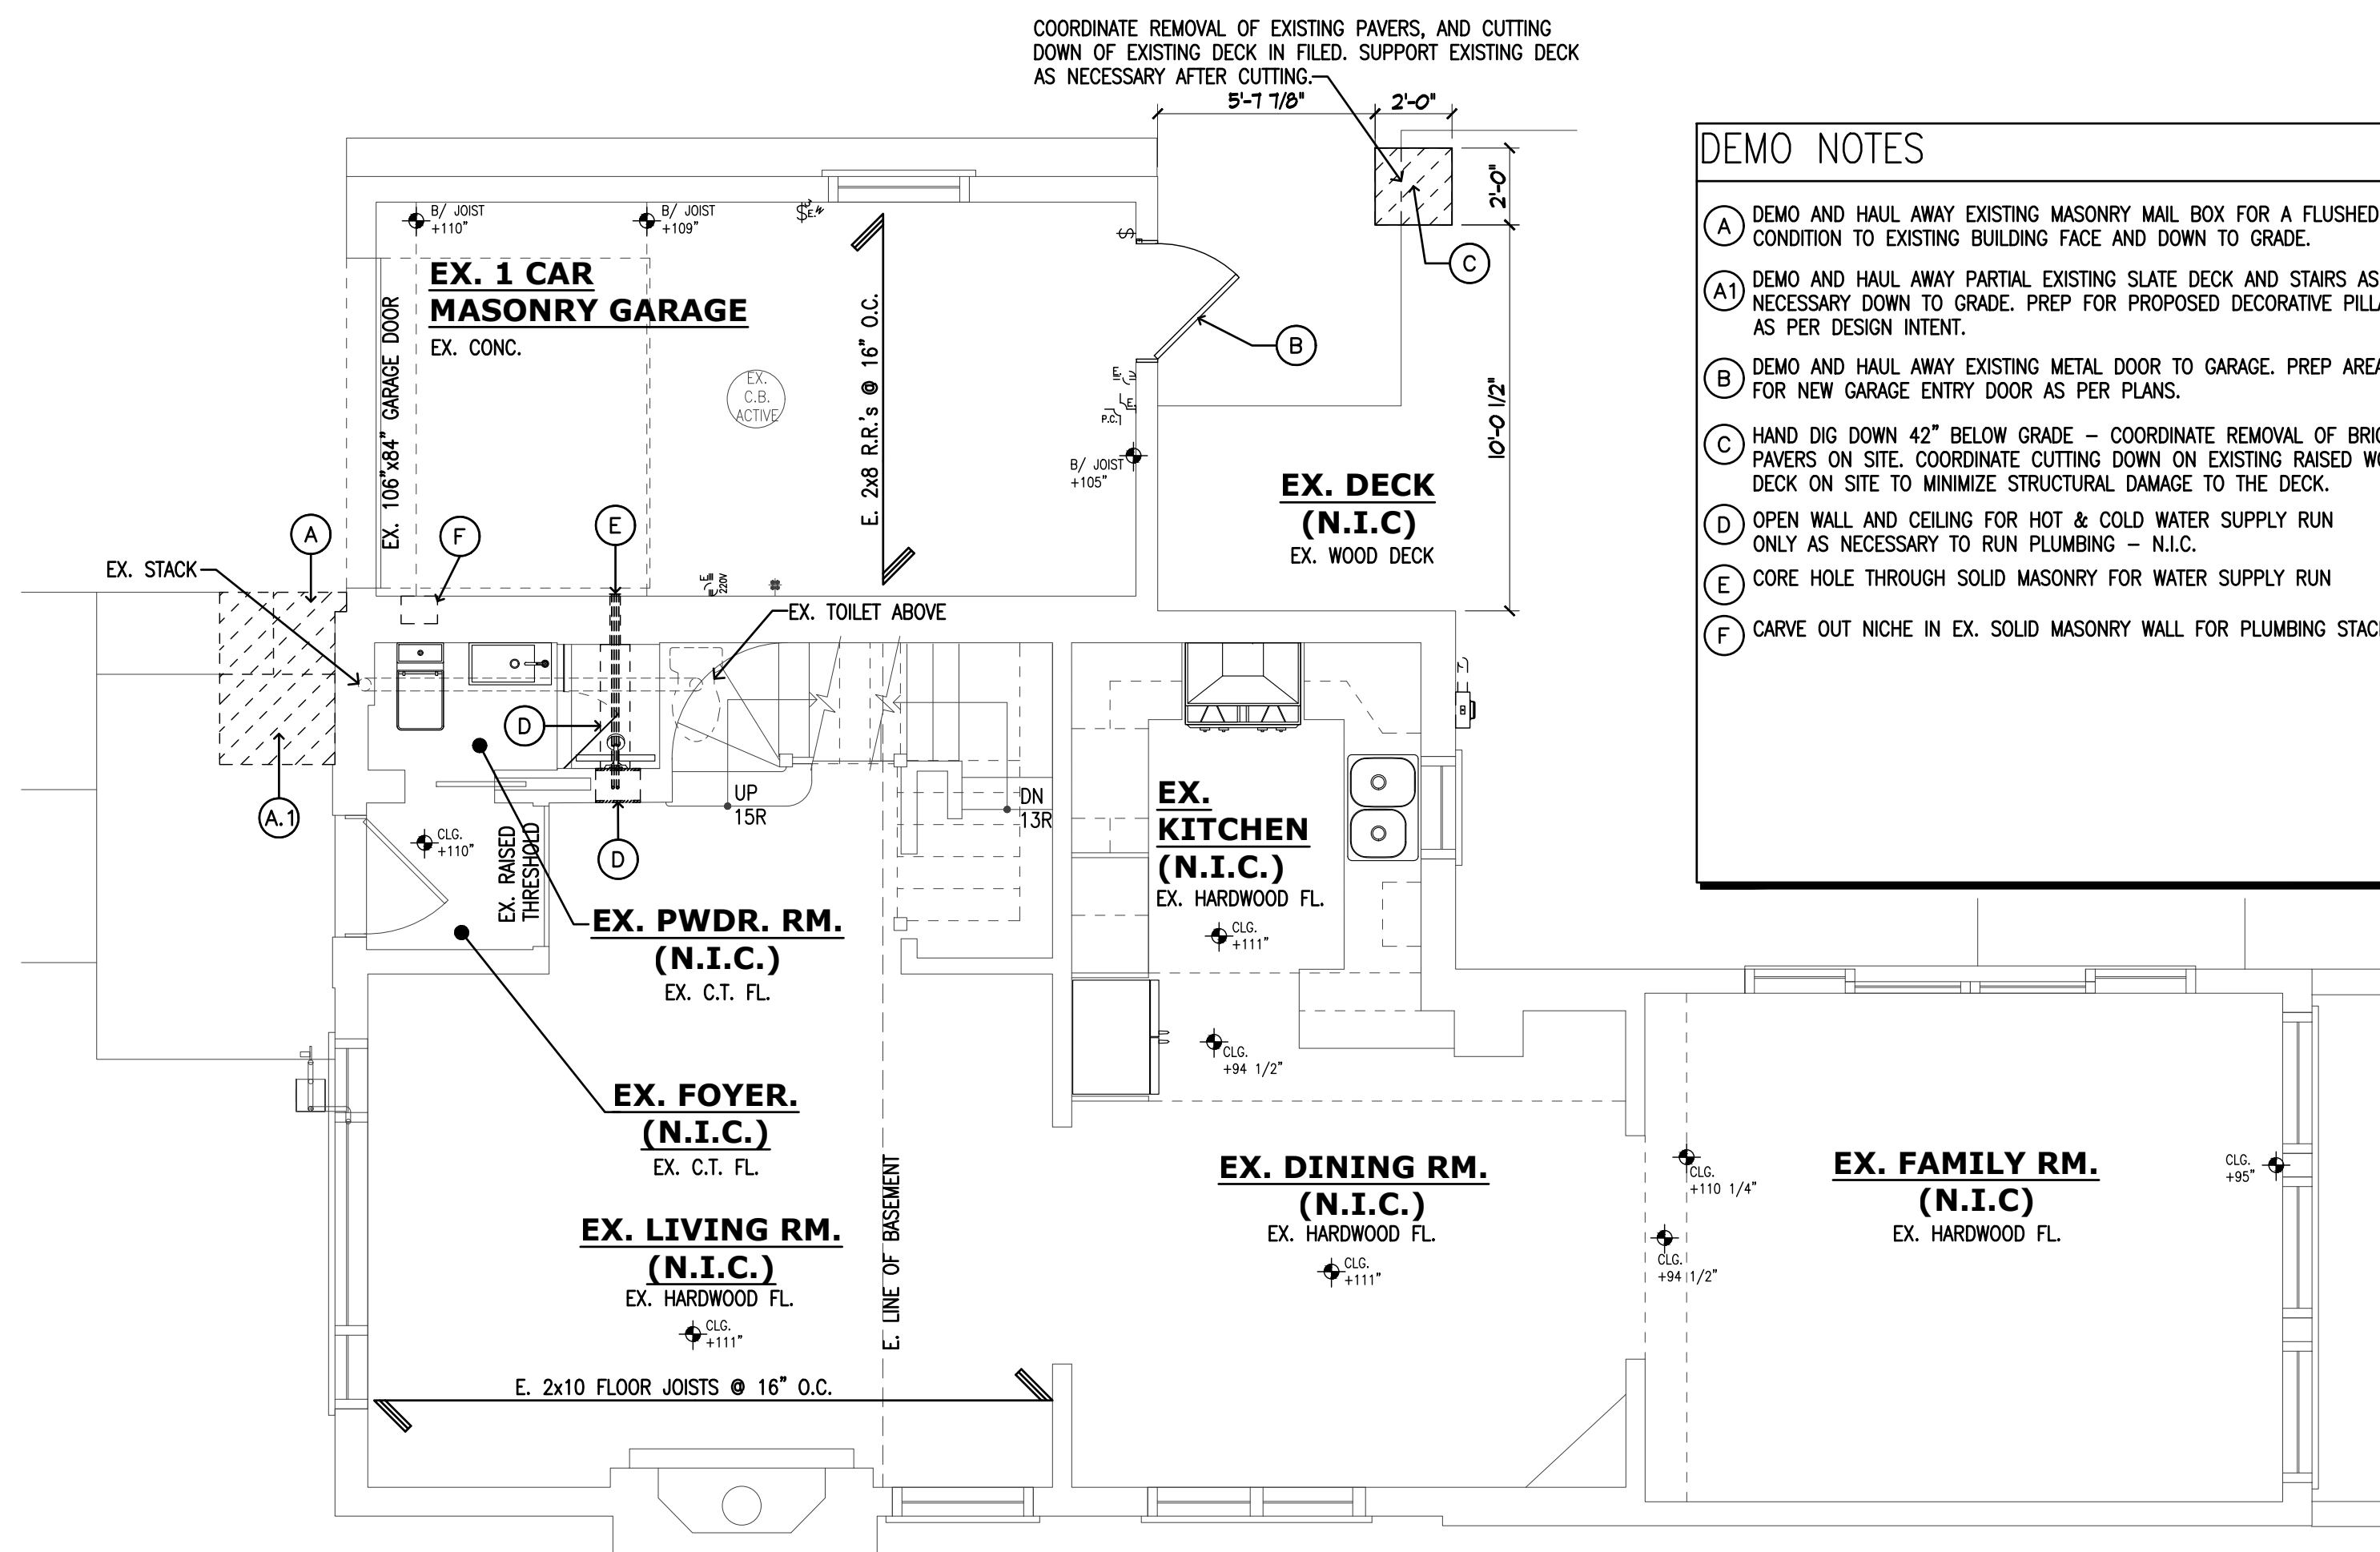 COORDINATE REMOVAL OF EXISTING PAVERS, AND CUTTING
DOWN OF EXISTING DECK IN FILED. SUPPORT EXISTING DECK
AS NECESSARY AFTER CUTTING.
5'-7 7/8"
2'-0"
2'-0"
10'-0 1/2"
B/ JOIST
+110"
B/ JOIST
+109"
$E.W
$
EX. 1 CAR
MASONRY GARAGE
EX. CONC.
EX. 106"x84" GARAGE DOOR
EX.
C.B.
ACTIVE
E. 2x8 R.R.'s @ 16" O.C.
E.
E.
P.C.
B/ JOIST
+105"
C
B
EX. DECK
(N.I.C)
EX. WOOD DECK
A
F
E
EX. STACK
E
220V
EX. TOILET ABOVE
D
A.1
UP
15R
DN
13R
D
CLG.
+110"
EX. RAISED
THRESHOLD
EX.
KITCHEN
(N.I.C.)
EX. HARDWOOD FL.
CLG.
+111"
CLG.
+94 1/2"
EX. PWDR. RM.
(N.I.C.)
EX. C.T. FL.
EX. FOYER.
(N.I.C.)
EX. C.T. FL.
EX. LIVING RM.
(N.I.C.)
EX. HARDWOOD FL.
CLG.
+111"
E. LINE OF BASEMENT
E. 2x10 FLOOR JOISTS @ 16" O.C.
EX. DINING RM.
(N.I.C.)
EX. HARDWOOD FL.
CLG.
+111"
CLG.
+110 1/4"
CLG.
+94 1/2"
EX. FAMILY RM.
(N.I.C)
EX. HARDWOOD FL.
CLG.
+95"
DEMO NOTES
A DEMO AND HAUL AWAY EXISTING MASONRY MAIL BOX FOR A FLUSHED
CONDITION TO EXISTING BUILDING FACE AND DOWN TO GRADE.
A1 DEMO AND HAUL AWAY PARTIAL EXISTING SLATE DECK AND STAIRS AS
NECESSARY DOWN TO GRADE. PREP FOR PROPOSED DECORATIVE PILLA
AS PER DESIGN INTENT.
B DEMO AND HAUL AWAY EXISTING METAL DOOR TO GARAGE. PREP AREA
FOR NEW GARAGE ENTRY DOOR AS PER PLANS.
C HAND DIG DOWN 42" BELOW GRADE – COORDINATE REMOVAL OF BRIC
PAVERS ON SITE. COORDINATE CUTTING DOWN ON EXISTING RAISED WO
DECK ON SITE TO MINIMIZE STRUCTURAL DAMAGE TO THE DECK.
D OPEN WALL AND CEILING FOR HOT & COLD WATER SUPPLY RUN
ONLY AS NECESSARY TO RUN PLUMBING – N.I.C.
E CORE HOLE THROUGH SOLID MASONRY FOR WATER SUPPLY RUN
F CARVE OUT NICHE IN EX. SOLID MASONRY WALL FOR PLUMBING STAC